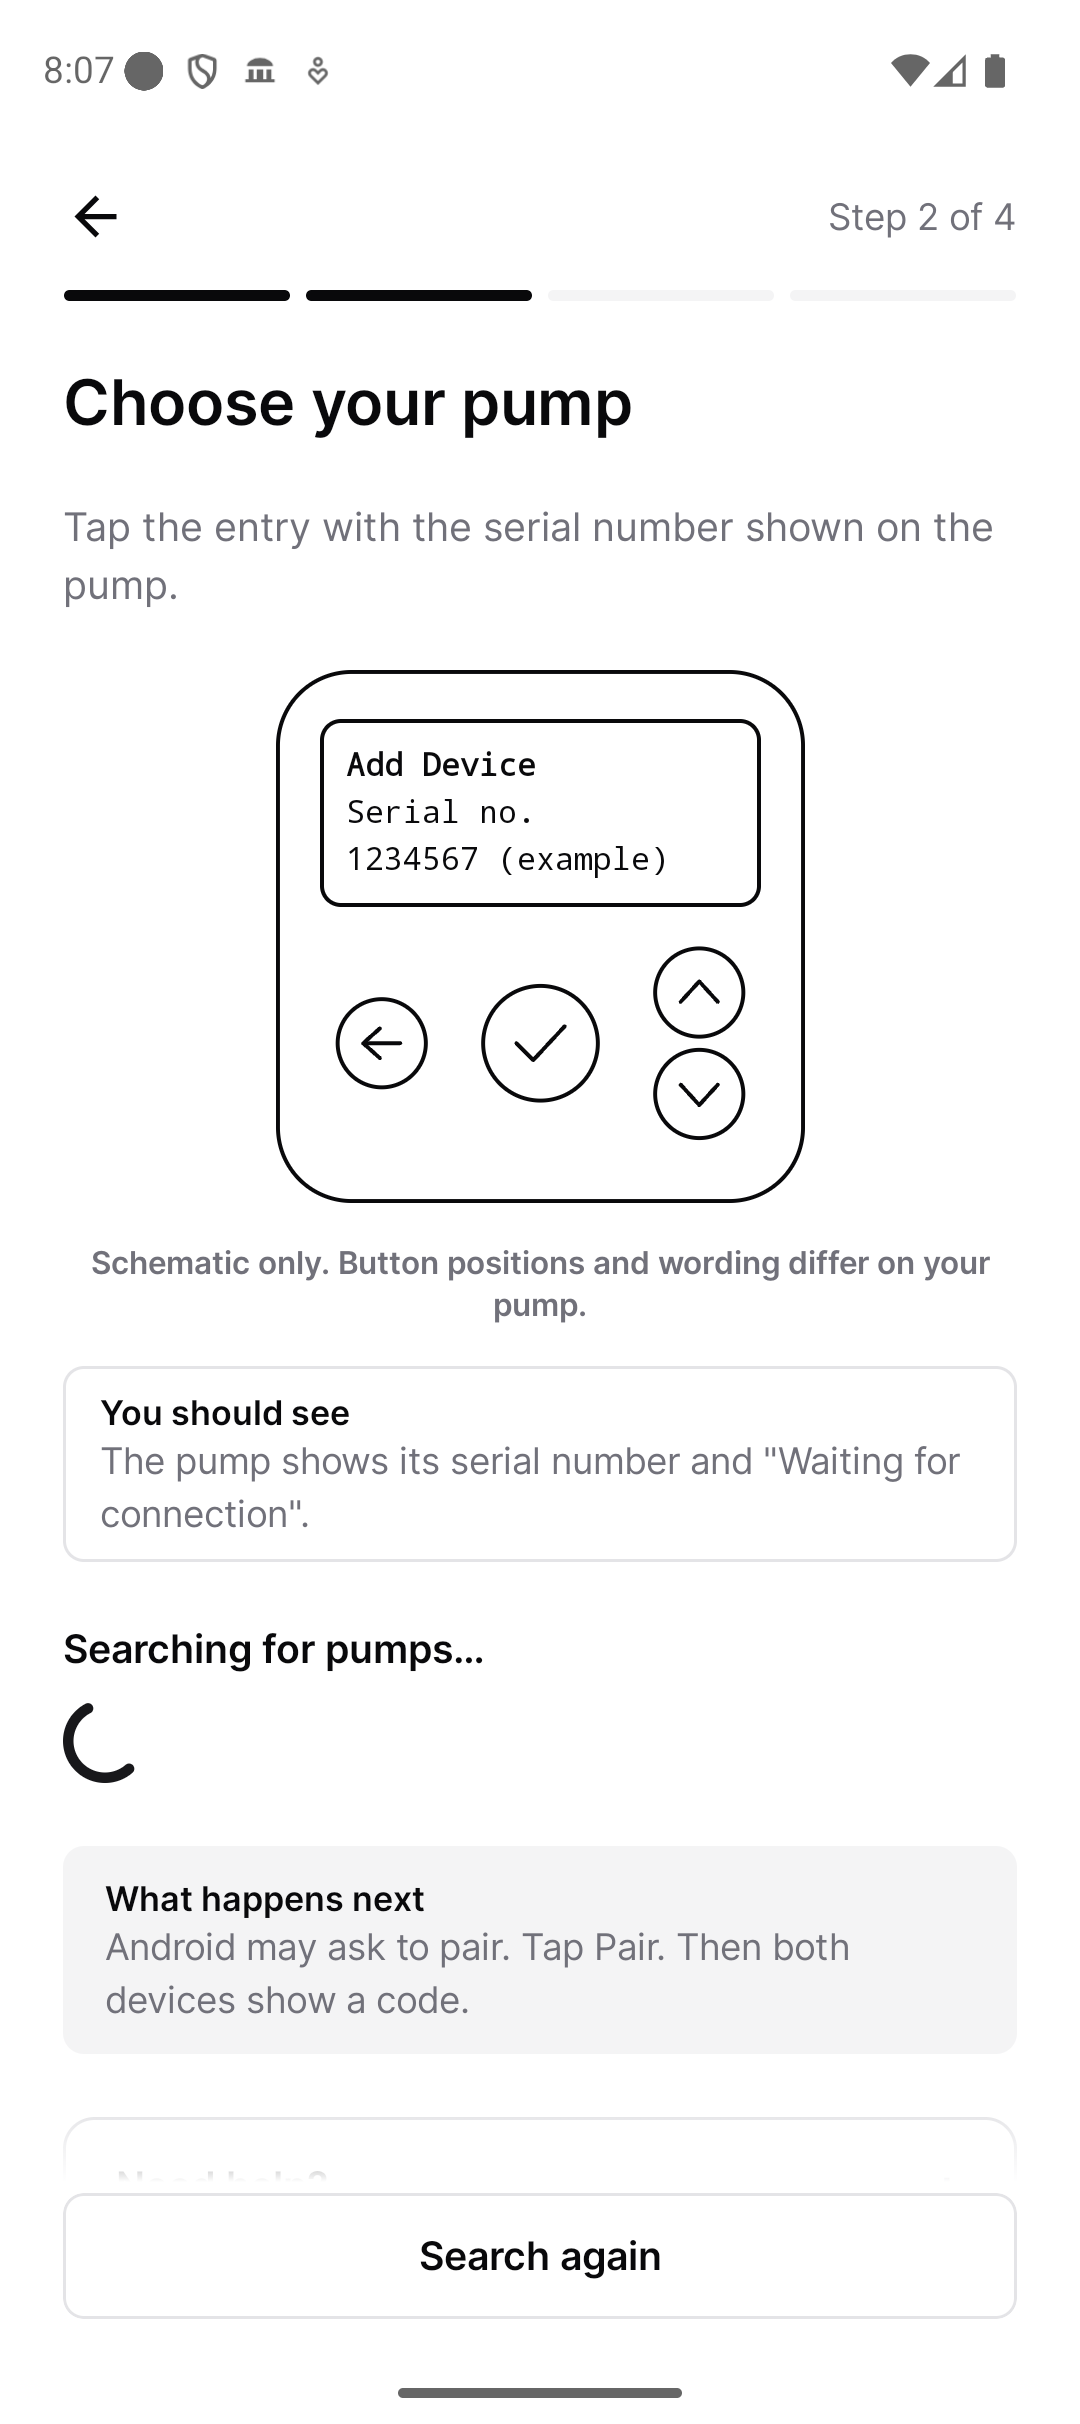 8:07
Step 2 of 4
Choose your pump
Tap the entry with the serial number shown on the
pump.
Add Device
Serial no.
1234567 (example)
Schematic only. Button positions and wording differ on your
pump.
You should see
The pump shows its serial number and "Waiting for
connection".
Searching for pumps...
What happens next
Android may ask to pair. Tap Pair. Then both
devices show a code.
Need help?
Search again